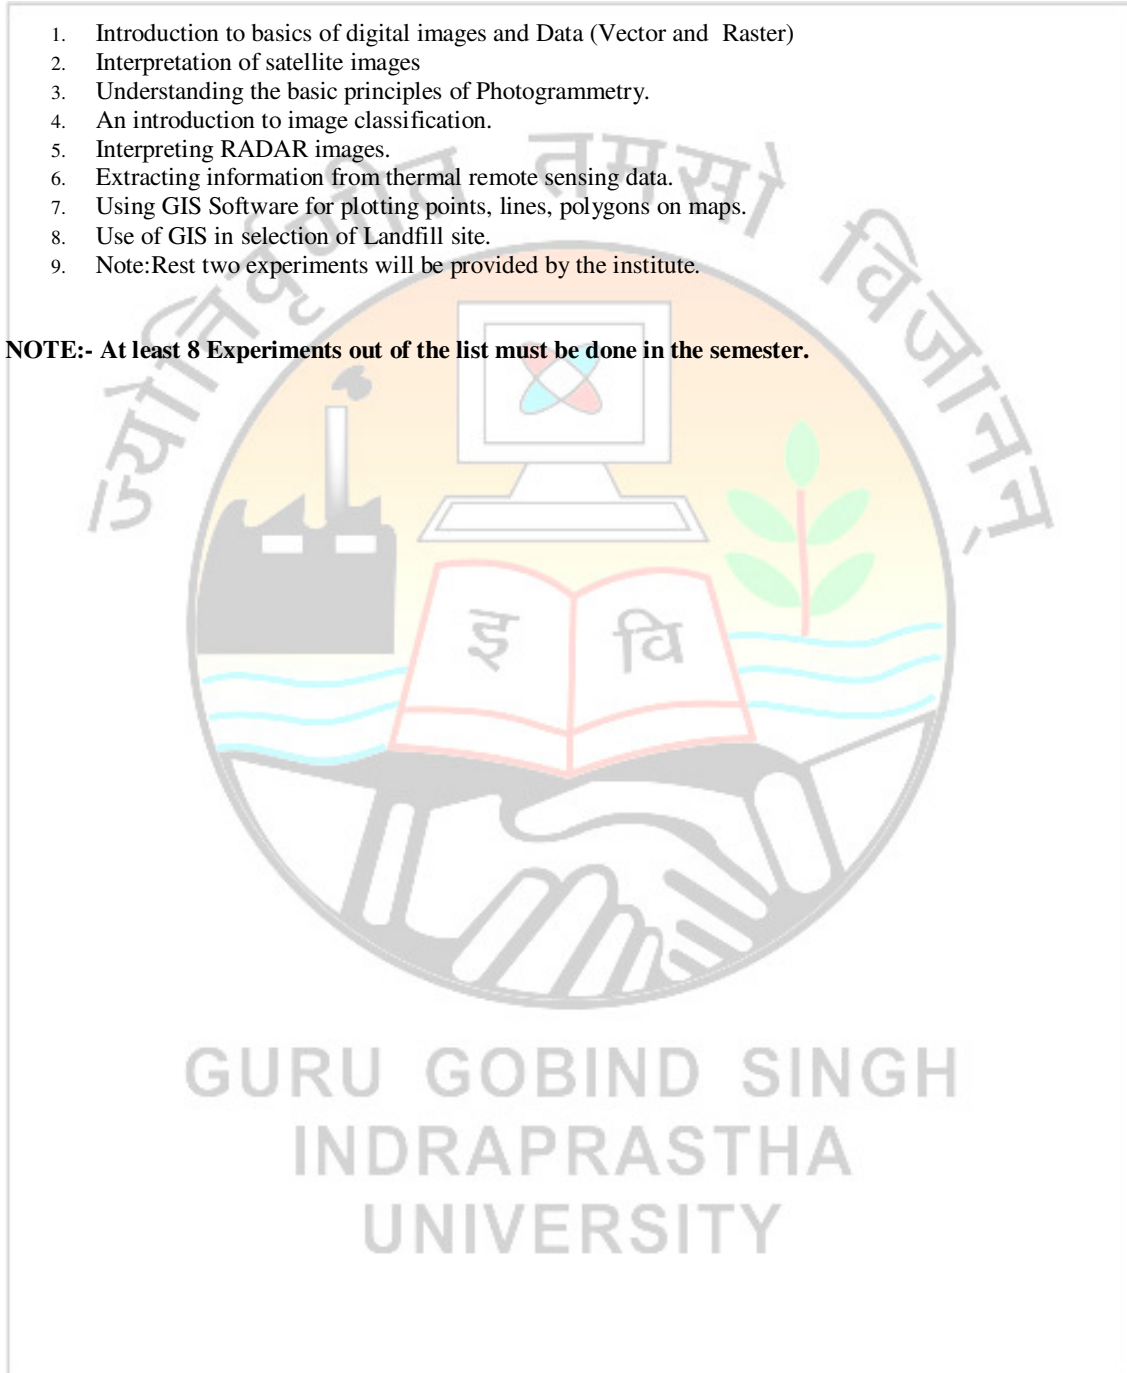 1. Introduction to basics of digital images and Data (Vector and Raster)
2. Interpretation of satellite images
3. Understanding the basic principles of Photogrammetry.
4. An introduction to image classification.
5. Interpreting RADAR images.
6. Extracting information from thermal remote sensing data.
7. Using GIS Software for plotting points, lines, polygons on maps.
8. Use of GIS in selection of Landfill site.
9. Note:Rest two experiments will be provided by the institute.
NOTE:- At least 8 Experiments out of the list must be done in the semester.
ज्योतिर्वृणीत तमसो विजानन्
इ वि
GURU GOBIND SINGH
INDRAPRASTHA
UNIVERSITY